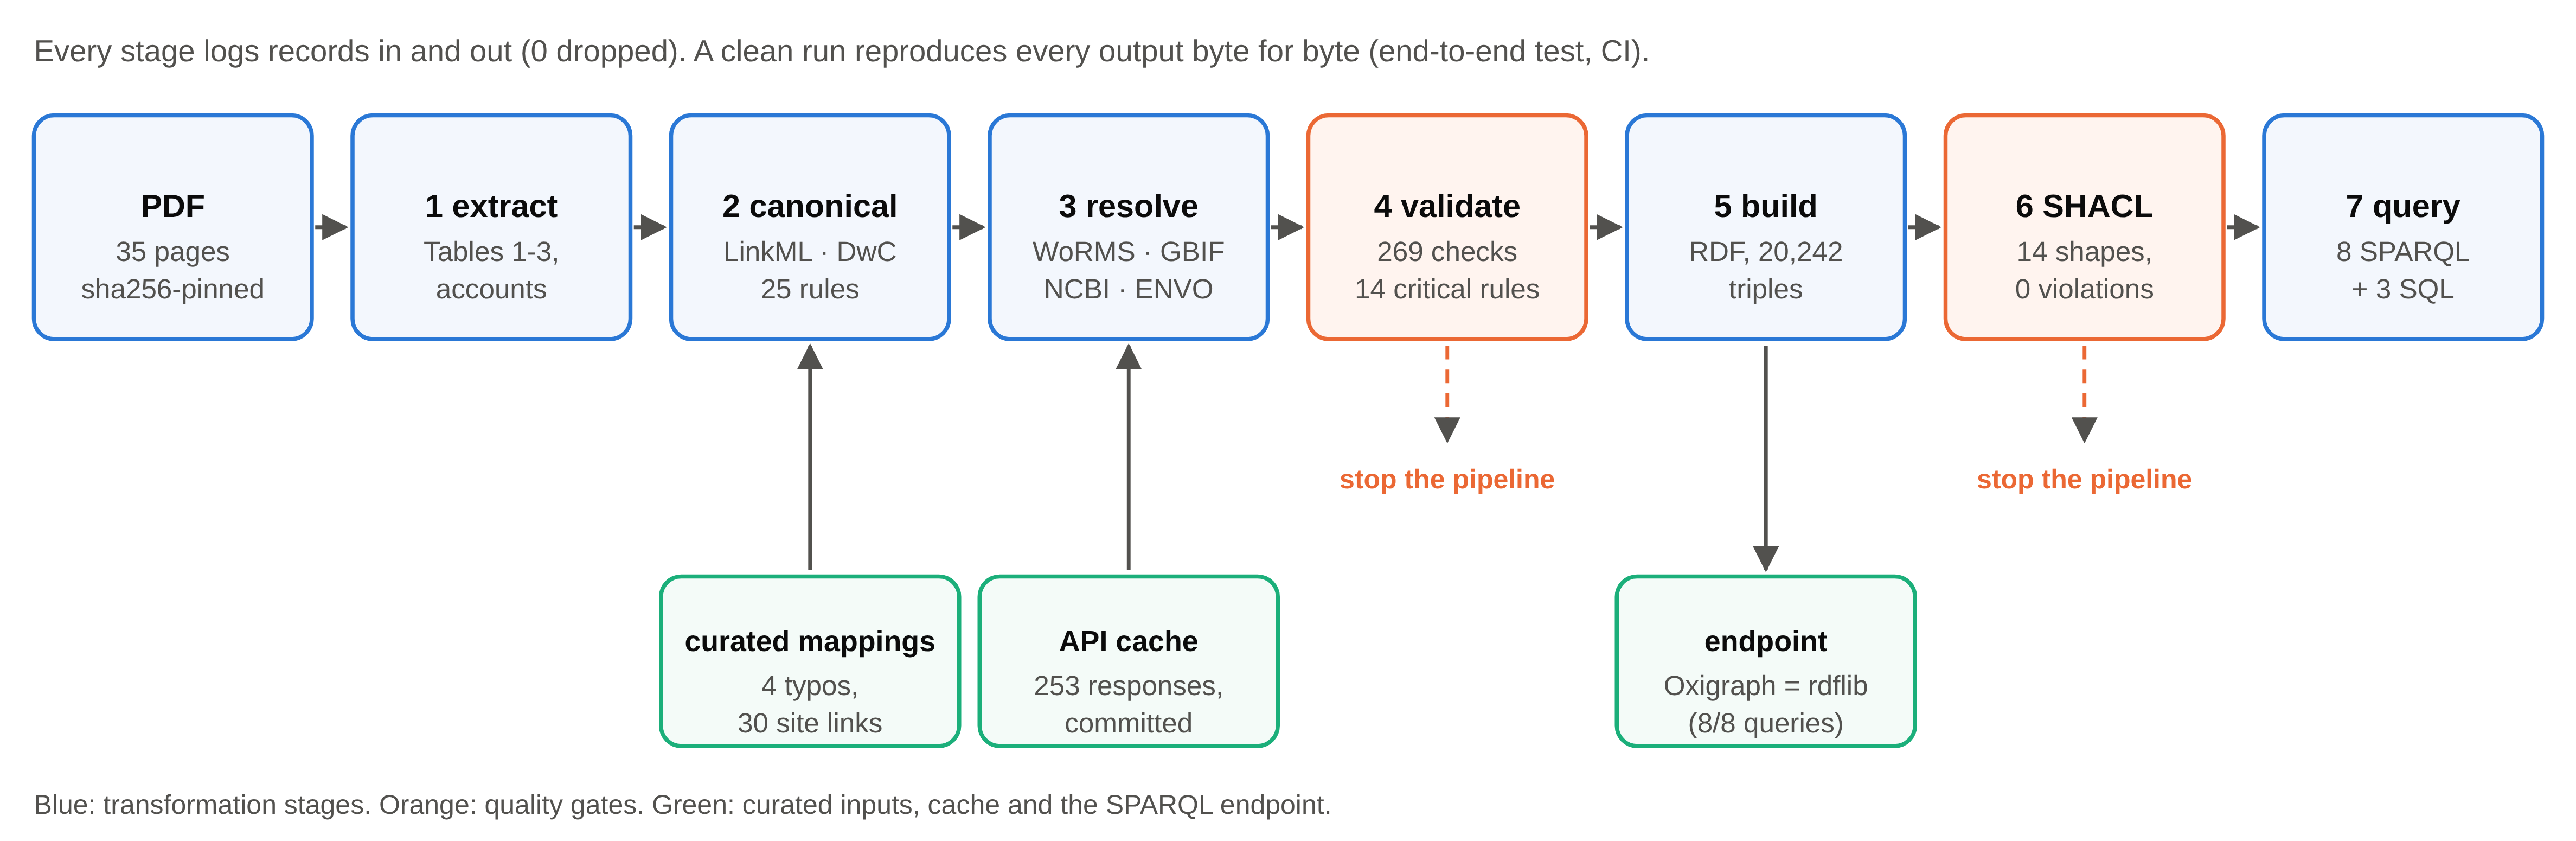 Every stage logs records in and out (0 dropped). A clean run reproduces every output byte for byte (end-to-end test, CI).
PDF
35 pages
sha256-pinned
1 extract
Tables 1-3,
accounts
2 canonical
LinkML · DwC
25 rules
3 resolve
WoRMS · GBIF
NCBI · ENVO
4 validate
269 checks
14 critical rules
5 build
RDF, 20,242
triples
6 SHACL
14 shapes,
0 violations
7 query
8 SPARQL
+ 3 SQL
stop the pipeline
stop the pipeline
curated mappings
4 typos,
30 site links
API cache
253 responses,
committed
endpoint
Oxigraph = rdflib
(8/8 queries)
Blue: transformation stages. Orange: quality gates. Green: curated inputs, cache and the SPARQL endpoint.